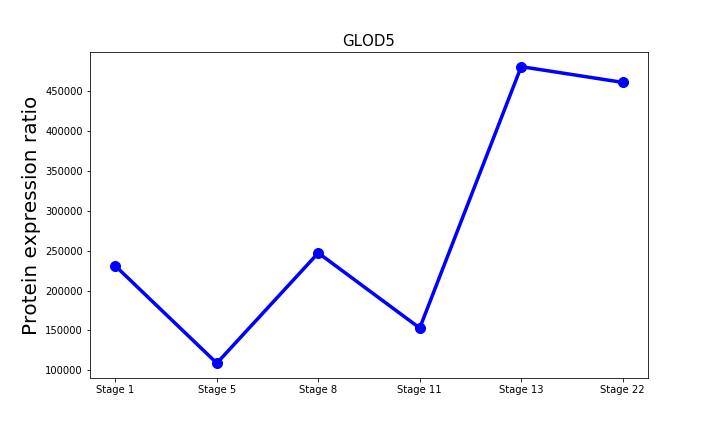 GLOD5
Protein expression ratio
450000
400000
350000
300000
250000
200000
150000
100000
Stage 1 Stage 5 Stage 8 Stage 11 Stage 13 Stage 22